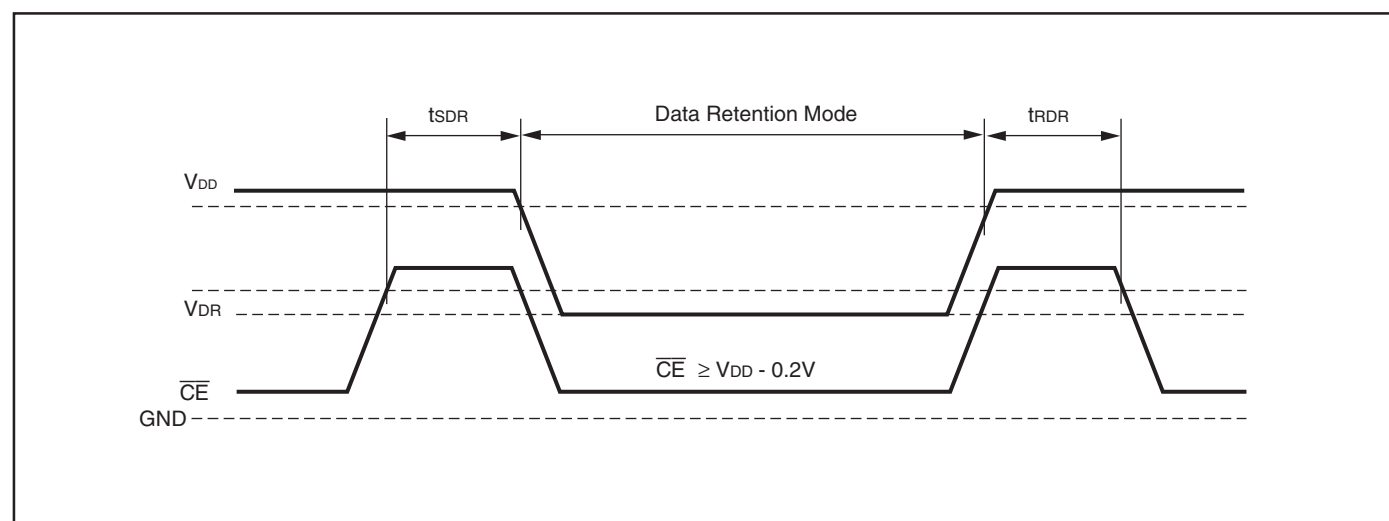 tSDR
Data Retention Mode
tRDR
VDD
VDR
CE ≥ VDD - 0.2V
CE
GND